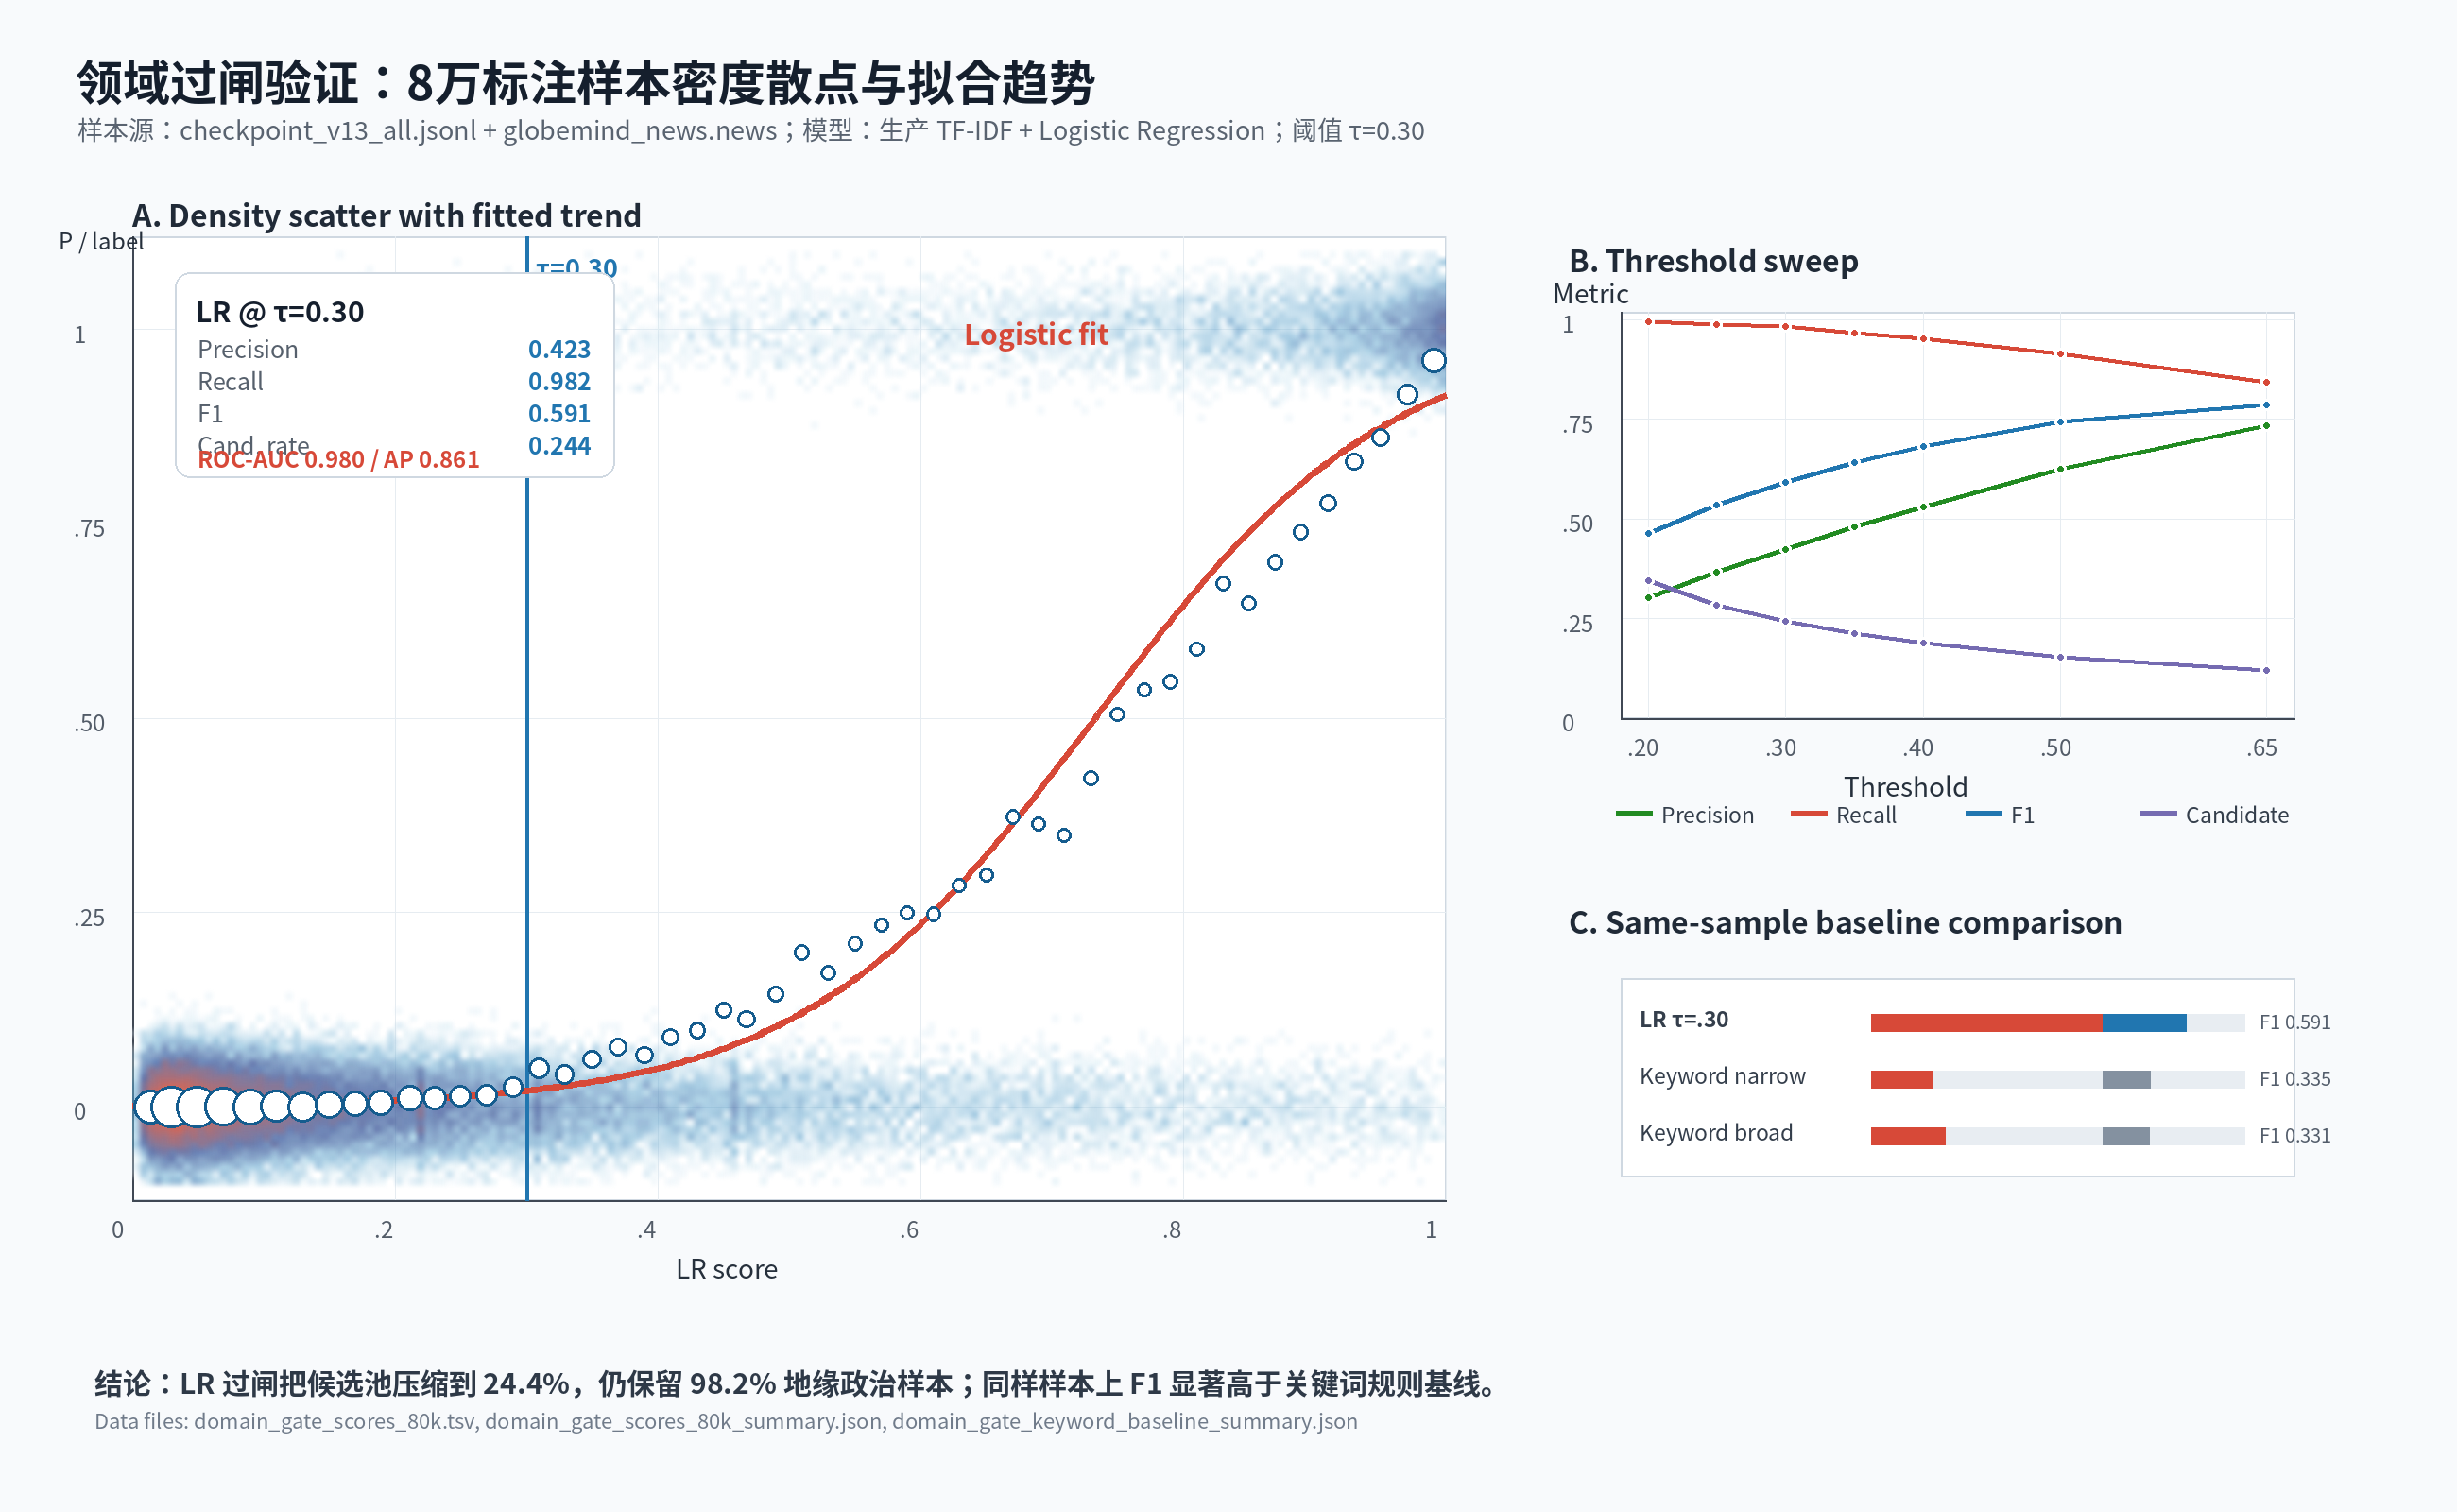 领域过闸验证：8万标注样本密度散点与拟合趋势
样本源：checkpoint_v13_all.jsonl + globemind_news.news；模型：生产 TF-IDF + Logistic Regression；阈值 τ=0.30
A. Density scatter with fitted trend
P / label
τ=0.30
LR @ τ=0.30
Precision 0.423
Recall 0.982
F1 0.591
Cand. rate 0.244
ROC-AUC 0.980 / AP 0.861
Logistic fit
1
.75
.50
.25
0
0 .2 .4 .6 .8 1
LR score
B. Threshold sweep
Metric
1
.75
.50
.25
0
.20 .30 .40 .50 .65
Threshold
Precision Recall F1 Candidate
C. Same-sample baseline comparison
LR τ=.30 F1 0.591
Keyword narrow F1 0.335
Keyword broad F1 0.331
结论：LR 过闸把候选池压缩到 24.4%，仍保留 98.2% 地缘政治样本；同样样本上 F1 显著高于关键词规则基线。
Data files: domain_gate_scores_80k.tsv, domain_gate_scores_80k_summary.json, domain_gate_keyword_baseline_summary.json